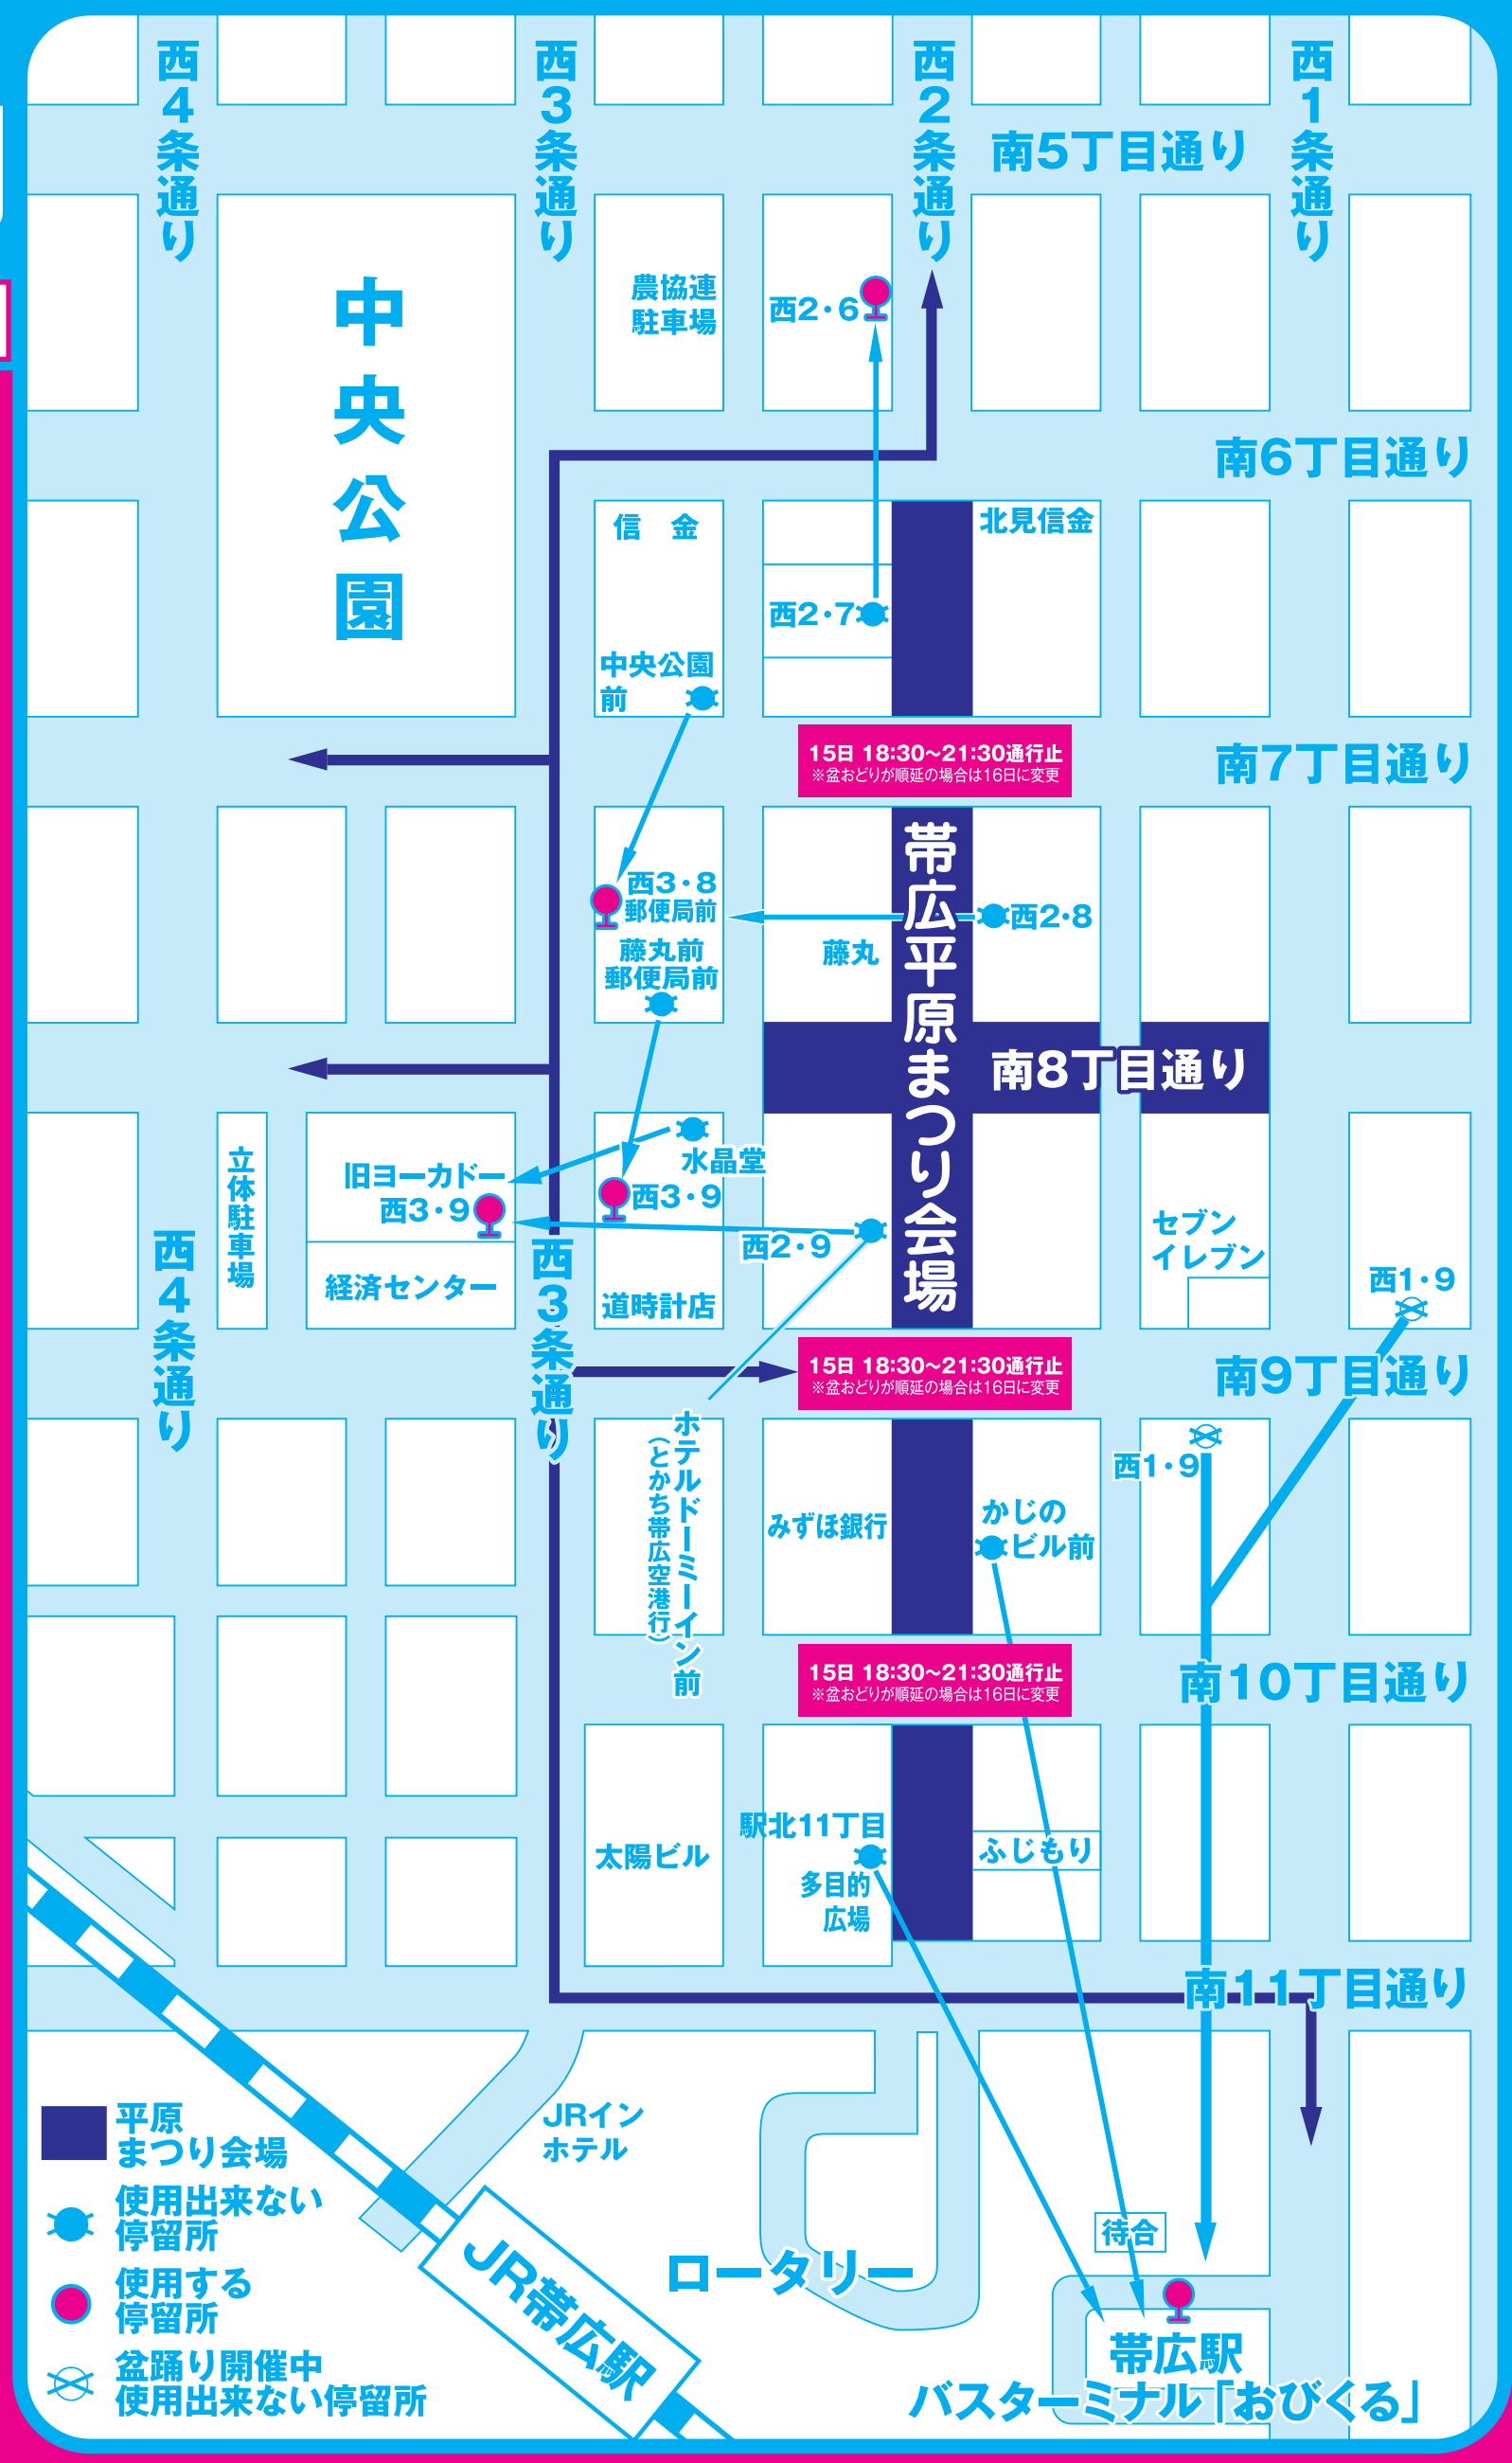 西4条通り
西3条通り
西2条通り
西1条通り
南5丁目通り
中央公園
農協連
駐車場
西2・6
南6丁目通り
信 金
北見信金
西2・7
中央公園
前
15日 18:30〜21:30通行止
※盆おどりが順延の場合は16日に変更
南7丁目通り
帯広平原まつり会場
西3・8
郵便局前
藤丸前
郵便局前
藤丸
西2・8
南8丁目通り
立体駐車場
旧ヨーカドー
西3・9
経済センター
水晶堂
西3・9
道時計店
西2・9
セブン
イレブン
西1・9
西4条通り
西3条通り
15日 18:30〜21:30通行止
※盆おどりが順延の場合は16日に変更
南9丁目通り
ホテルドーミーイン前
(とかち帯広空港行)
みずほ銀行
かじの
ビル前
西1・9
15日 18:30〜21:30通行止
※盆おどりが順延の場合は16日に変更
南10丁目通り
太陽ビル
駅北11丁目
多目的
広場
ふじもり
南11丁目通り
JRイン
ホテル
平原
まつり会場
使用出来ない
停留所
使用する
停留所
盆踊り開催中
使用出来ない停留所
JR帯広駅
ロータリー
待合
帯広駅
バスターミナル「おびくる」